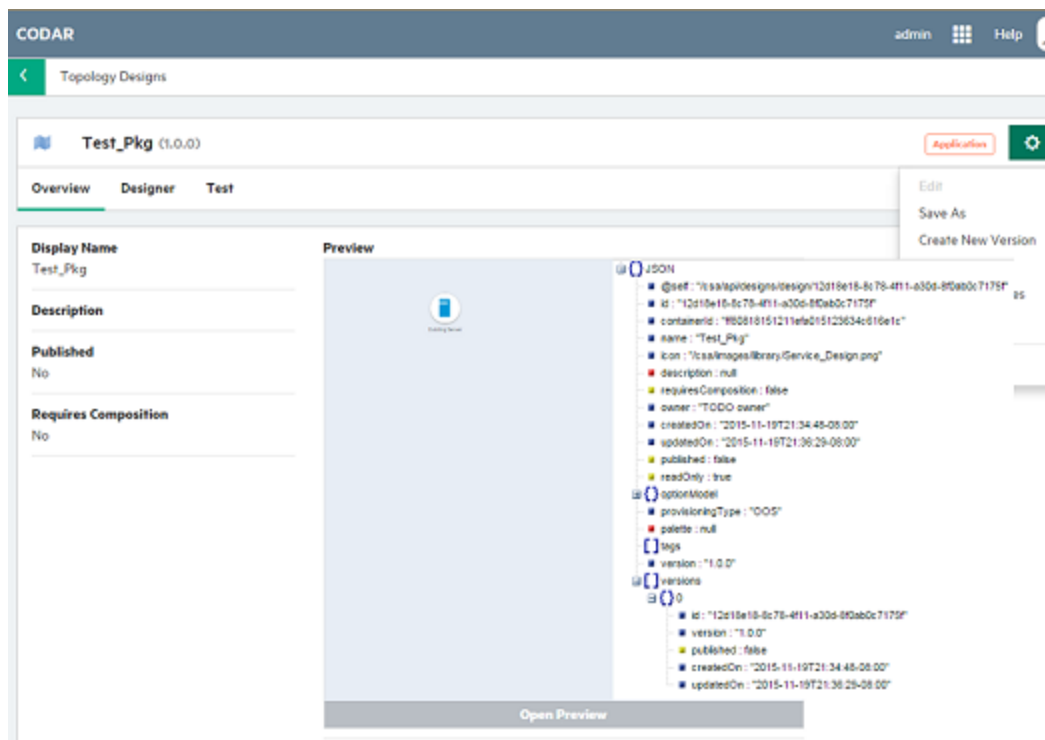 CODAR
admin
Help
Topology Designs
Test_Pkg (1.0.0)
Application
Overview
Designer
Test
Edit
Save As
Create New Version
es
Display Name
Test_Pkg
Description
Published
No
Requires Composition
No
Preview
Existing Server
{} JSON
@self : "/csa/api/designs/design/12d18e18-8c78-4f11-a30d-8f0ab0c7175f"
id : "12d18e18-8c78-4f11-a30d-8f0ab0c7175f"
containerId : "ff80818151211efa015123634c616e1c"
name : "Test_Pkg"
icon : "/csa/images/library/Service_Design.png"
description : null
requiresComposition : false
owner : "TODO owner"
createdOn : "2015-11-19T21:34:48-08:00"
updatedOn : "2015-11-19T21:36:29-08:00"
published : false
readOnly : true
{} optionModel
provisioningType : "OOS"
palette : null
[] tags
version : "1.0.0"
[] versions
{} 0
id : "12d18e18-8c78-4f11-a30d-8f0ab0c7175f"
version : "1.0.0"
published : false
createdOn : "2015-11-19T21:34:48-08:00"
updatedOn : "2015-11-19T21:36:29-08:00"
Open Preview